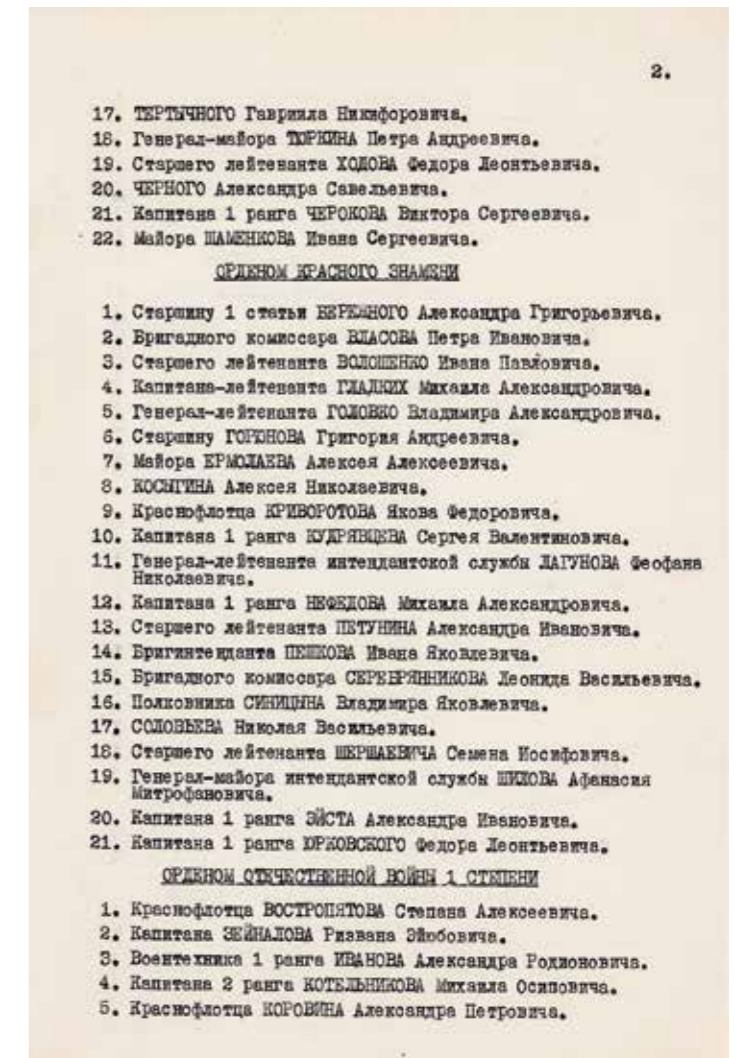 2.
17. ТЕРТЫЧНОГО Гавриила Никифоровича.
18. Генерал-майора ТЮРКИНА Петра Андреевича.
19. Старшего лейтенанта ХОДОВА Федора Леонтьевича.
20. ЧЕРНОГО Александра Савельевича.
21. Капитана 1 ранга ЧЕРОКОВА Виктора Сергеевича.
22. Майора ШАМЕНКОВА Ивана Сергеевича.
ОРДЕНОМ КРАСНОГО ЗНАМЕНИ
1. Старшину 1 статьи БЕРЕЖНОГО Александра Григорьевича.
2. Бригадного комиссара ВЛАСОВА Петра Ивановича.
3. Старшего лейтенанта ВОЛОШЕНКО Ивана Павловича.
4. Капитана-лейтенанта ГЛАДКИХ Михаила Александровича.
5. Генерал-лейтенанта ГОЛОВКО Владимира Александровича.
6. Старшину ГОРЮНОВА Григория Андреевича.
7. Майора ЕРМОЛАЕВА Алексея Алексеевича.
8. КОСЫГИНА Алексея Николаевича.
9. Краснофлотца КРИВОРОТОВА Якова Федоровича.
10. Капитана 1 ранга КУДРЯВЦЕВА Сергея Валентиновича.
11. Генерал-лейтенанта интендантской службы ЛАГУНОВА Феофана
Николаевича.
12. Капитана 1 ранга НЕФЕДОВА Михаила Александровича.
13. Старшего лейтенанта ПЕТУНИНА Александра Ивановича.
14. Бригинтенданта ПЕШКОВА Ивана Яковлевича.
15. Бригадного комиссара СЕРЕБРЯННИКОВА Леонида Васильевича.
16. Полковника СИНИЦЫНА Владимира Яковлевича.
17. СОЛОВЬЕВА Николая Васильевича.
18. Старшего лейтенанта ШЕРШАЕВИЧА Семена Иосифовича.
19. Генерал-майора интендантской службы ШИЛОВА Афанасия
Митрофановича.
20. Капитана 1 ранга ЭЙСТА Александра Ивановича.
21. Капитана 1 ранга ЮРКОВСКОГО Федора Леонтьевича.
ОРДЕНОМ ОТЕЧЕСТВЕННОЙ ВОЙНЫ 1 СТЕПЕНИ
1. Краснофлотца ВОСТРОПЯТОВА Степана Алексеевича.
2. Капитана ЗЕЙНАЛОВА Ризвана Эйюбовича.
3. Воентехника 1 ранга ИВАНОВА Александра Родионовича.
4. Капитана 2 ранга КОТЕЛЬНИКОВА Михаила Осиповича.
5. Краснофлотца КОРОВИНА Александра Петровича.